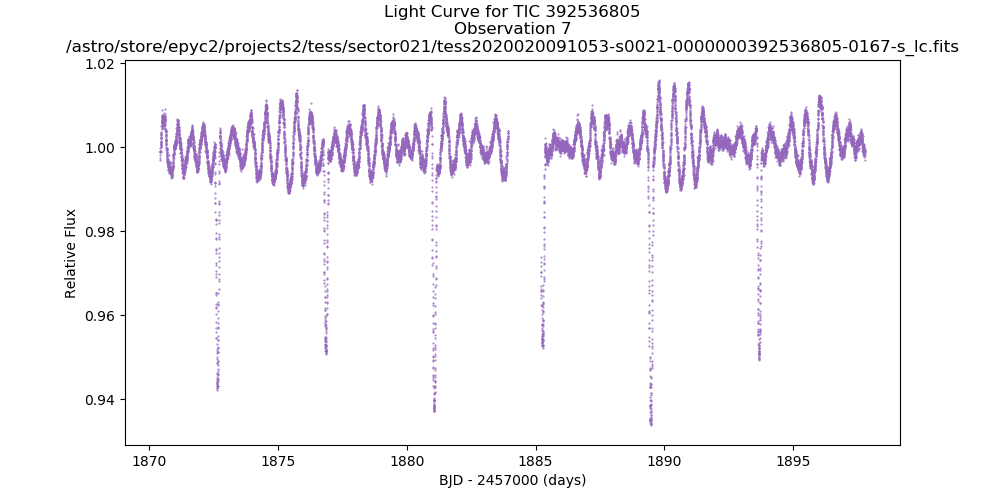 Light Curve for TIC 392536805
Observation 7
/astro/store/epyc2/projects2/tess/sector021/tess2020020091053-s0021-0000000392536805-0167-s_lc.fits
1.02
1.00
0.98
0.96
0.94
Relative Flux
1870
1875
1880
1885
1890
1895
BJD - 2457000 (days)